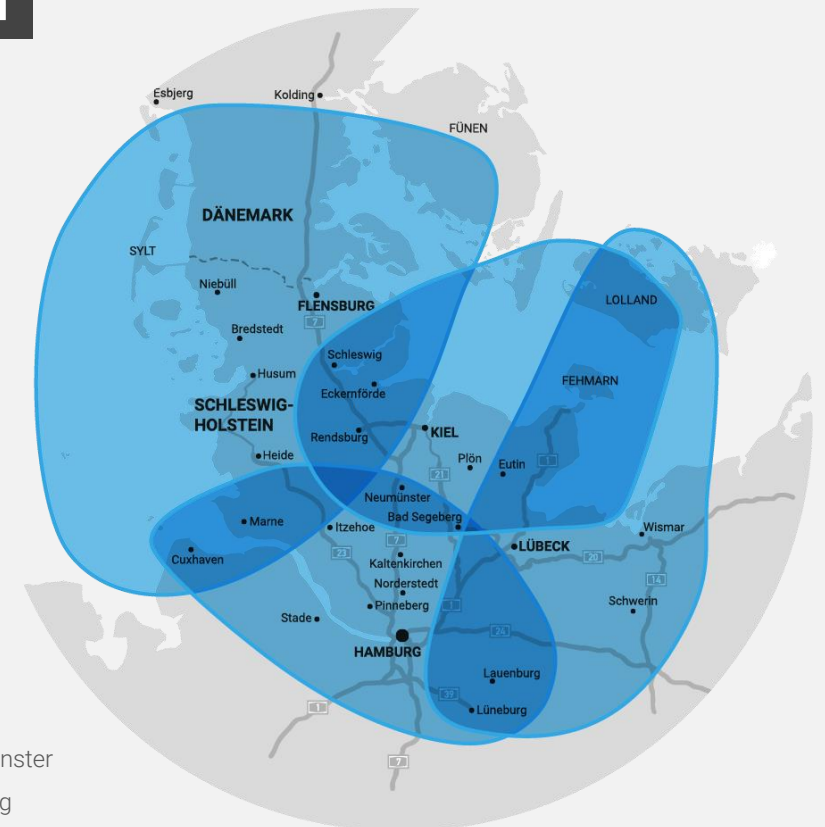 Esbjerg
Kolding
FÜNEN
DÄNEMARK
SYLT
Niebüll
FLENSBURG
7
LOLLAND
Bredstedt
Schleswig
Husum
Eckernförde
FEHMARN
SCHLESWIG-
HOLSTEIN
Rendsburg
KIEL
Heide
Plön
Eutin
1
21
Neumünster
Marne
Itzehoe
Bad Segeberg
Wismar
7
LÜBECK
Cuxhaven
23
Kaltenkirchen
20
Norderstedt
14
Pinneberg
1
Schwerin
Stade
24
HAMBURG
Lauenburg
39
1
Lüneburg
7
nster
g